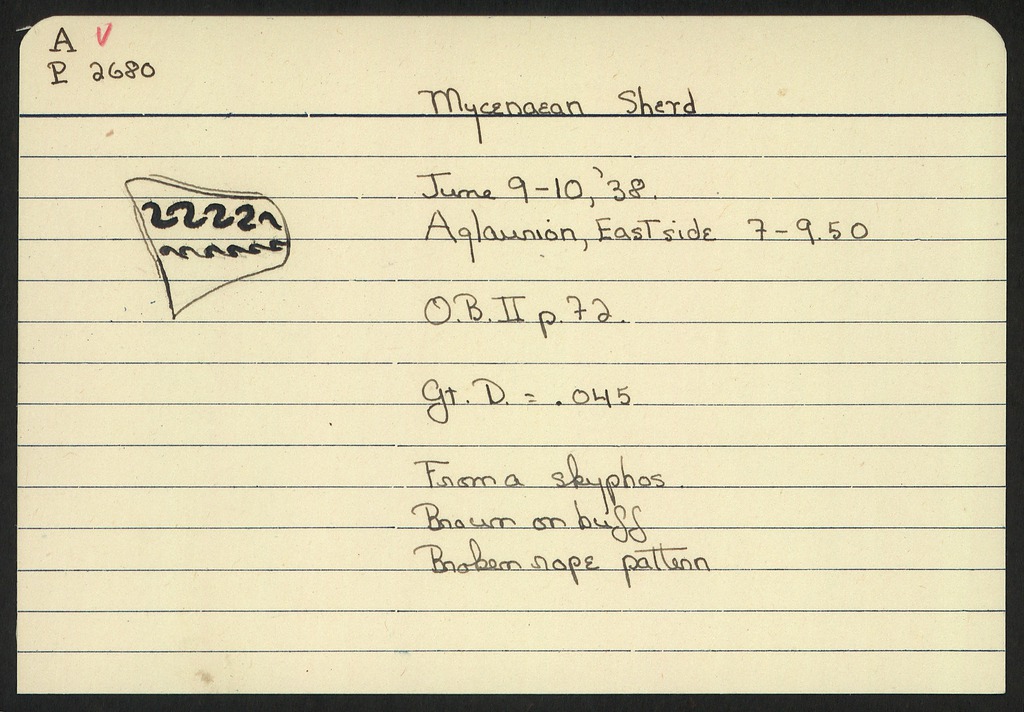 A V
P 2680
Mycenaean Sherd
June 9-10, '38.
Aglaurion, East side 7-9.50
O.B. II p. 72.
Gt. D. = .045
From a skyphos.
Brown on buff
Broken rope pattern